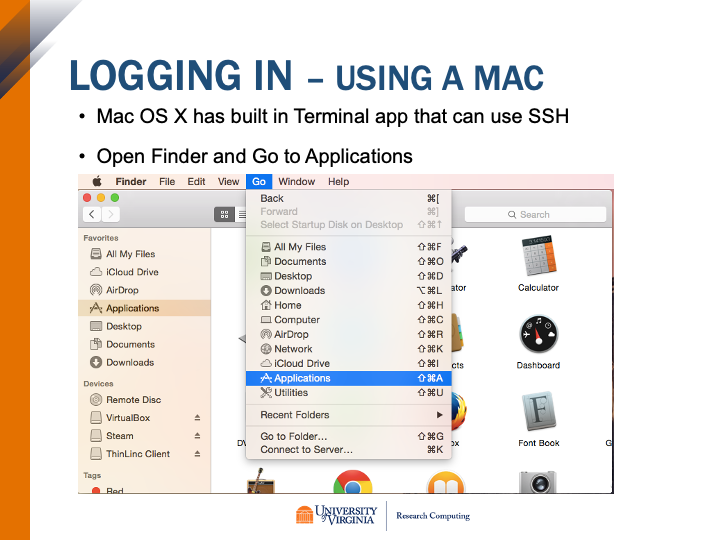 LOGGING IN – USING A MAC
• Mac OS X has built in Terminal app that can use SSH
• Open Finder and Go to Applications
Finder File Edit View Go Window Help
Back ⌘[
Forward ⌘]
Select Startup Disk on Desktop ⇧⌘↑
All My Files ⇧⌘F
Documents ⇧⌘O
Desktop ⇧⌘D
Downloads ⌥⌘L
Home ⇧⌘H
Computer ⇧⌘C
AirDrop ⇧⌘R
Network ⇧⌘K
iCloud Drive ⇧⌘I
Applications ⇧⌘A
Utilities ⇧⌘U
Recent Folders ▶
Go to Folder... ⇧⌘G
Connect to Server... ⌘K
Search
Favorites
All My Files
iCloud Drive
AirDrop
Applications
Desktop
Documents
Downloads
Devices
Remote Disc
VirtualBox
Steam
ThinLinc Client
Tags
Red
ator
Calculator
cts
Dashboard
DV
ox
Font Book
G
UNIVERSITY
of VIRGINIA
Research Computing